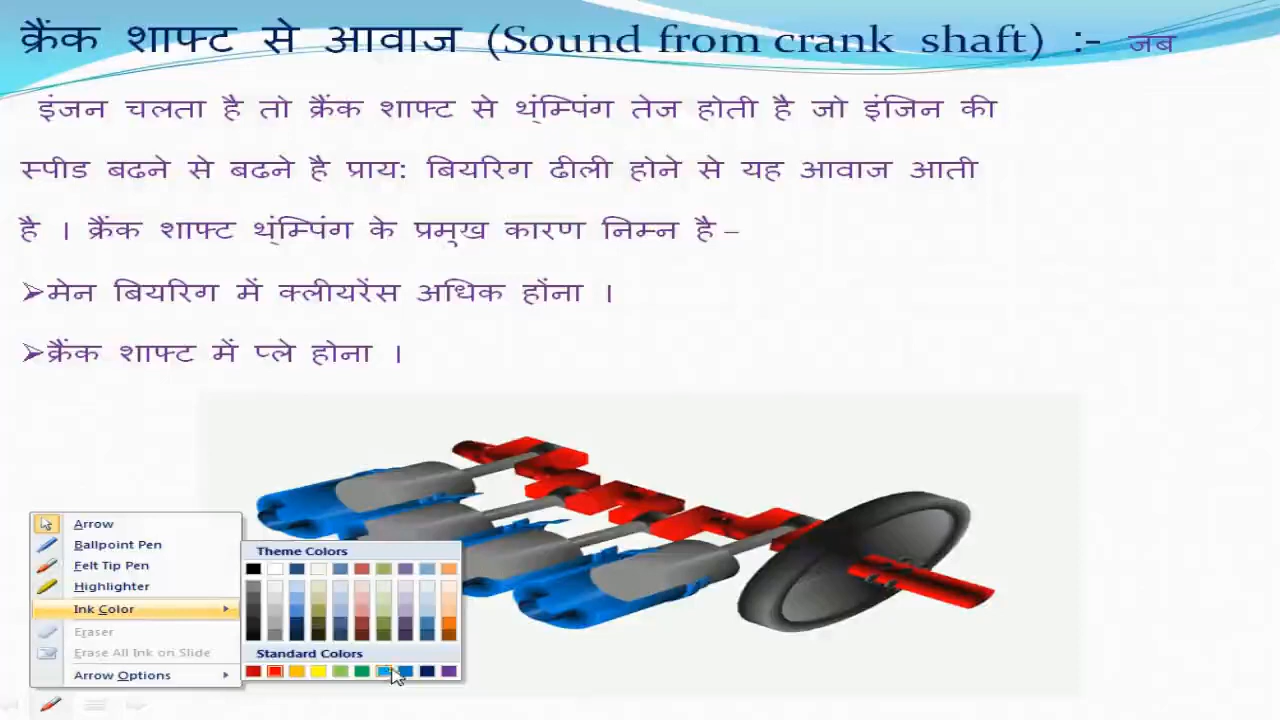 क्रैंक शाफ्ट से आवाज (Sound from crank shaft) :- जब
इंजन चलता है तो क्रैंक शाफ्ट से थ्ंम्पिंग तेज होती है जो इंजिन की
स्पीड बढने से बढने है प्राय: बियरिग ढीली होने से यह आवाज आती
है । क्रैंक शाफ्ट थ्ंम्पिंग के प्रमुख कारण निम्न है –
➢मेन बियरिग में क्लीयरेंस अधिक होंना ।
➢क्रैंक शाफ्ट में प्ले होना ।
Arrow
Ballpoint Pen
Felt Tip Pen
Highlighter
Ink Color
Eraser
Erase All Ink on Slide
Arrow Options
Theme Colors
Standard Colors